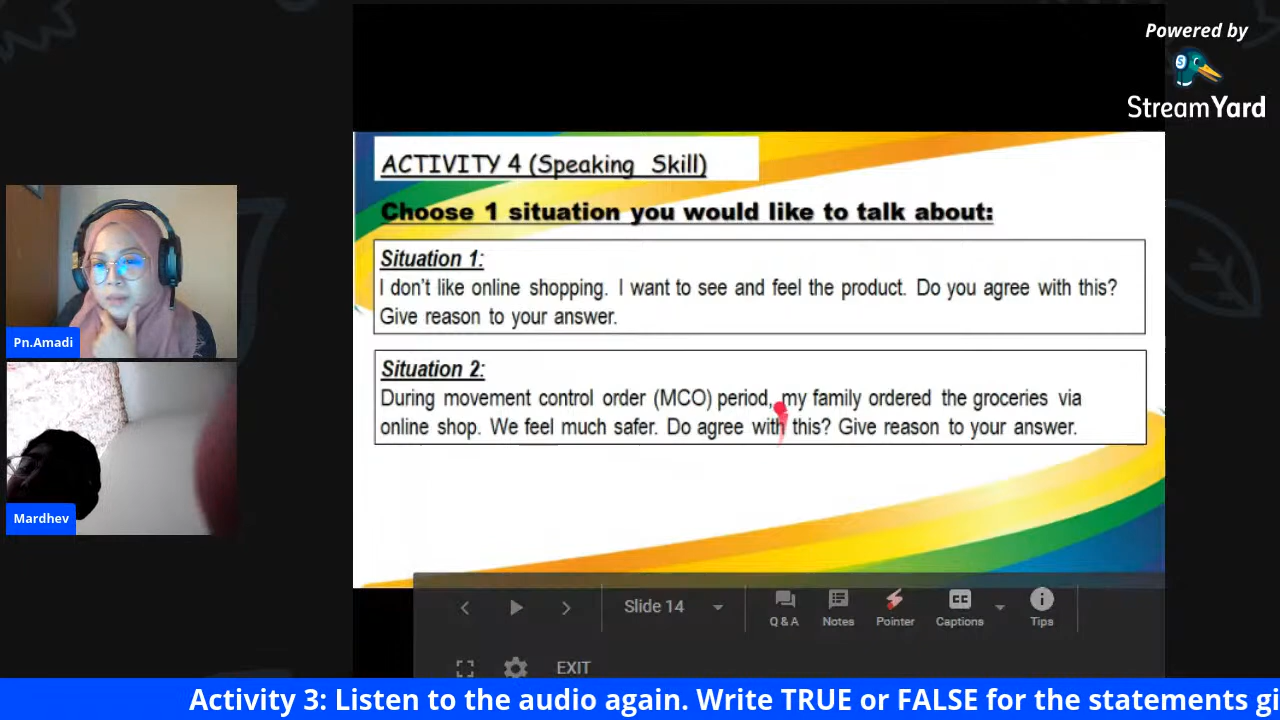 Powered by
StreamYard
ACTIVITY 4 (Speaking Skill)
Choose 1 situation you would like to talk about:
Situation 1:
I don't like online shopping. I want to see and feel the product. Do you agree with this?
Give reason to your answer.
Situation 2:
During movement control order (MCO) period, my family ordered the groceries via
online shop. We feel much safer. Do agree with this? Give reason to your answer.
Pn.Amadi
Mardhev
Slide 14
Q & A
Notes
Pointer
CC
Captions
Tips
EXIT
Activity 3: Listen to the audio again. Write TRUE or FALSE for the statements gi